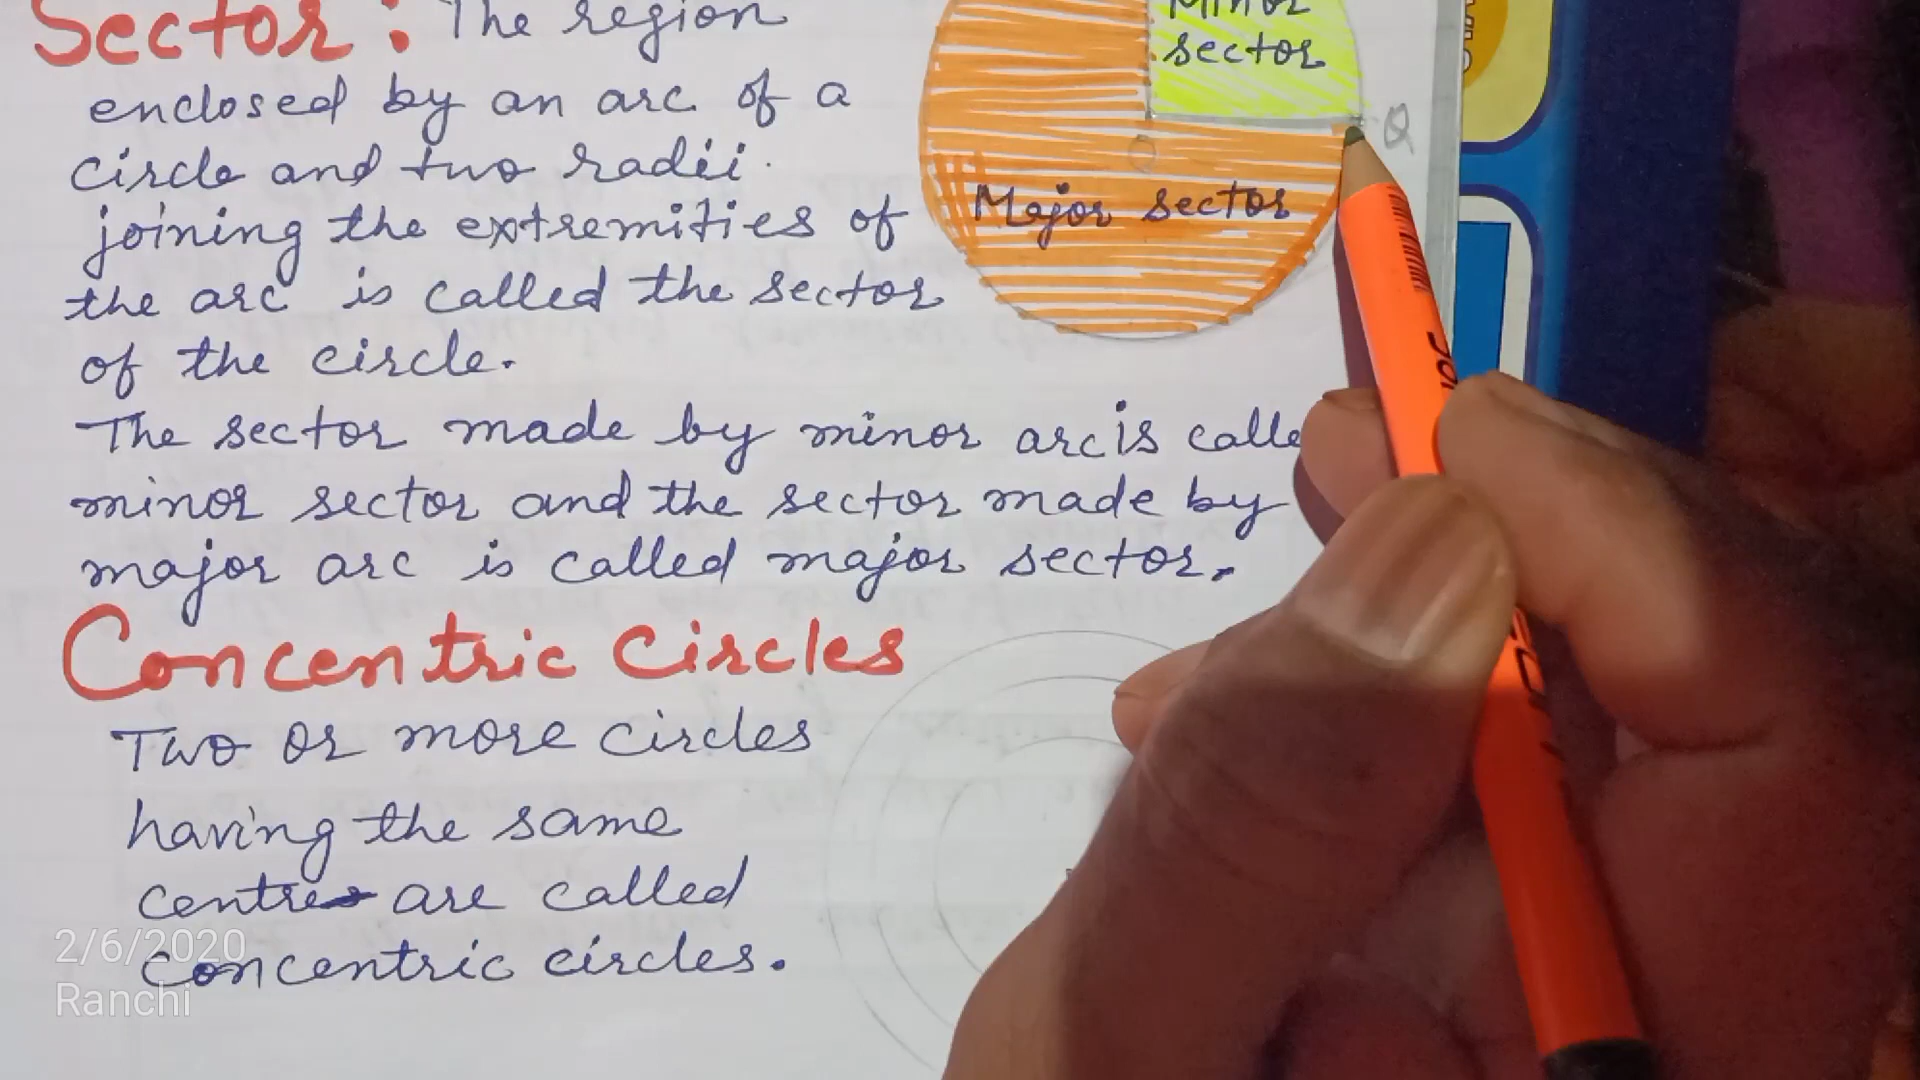 Sector: The region
enclosed by an arc of a
circle and two radii.
joining the extremities of
the arc is called the sector
of the circle.
The sector made by minor arc is calle
minor sector and the sector made by
major arc is called major sector.
Minor
sector
Q
O
Major sector
Concentric Circles
Two or more circles
having the same
centre are called
concentric circles.
2/6/2020
Ranchi